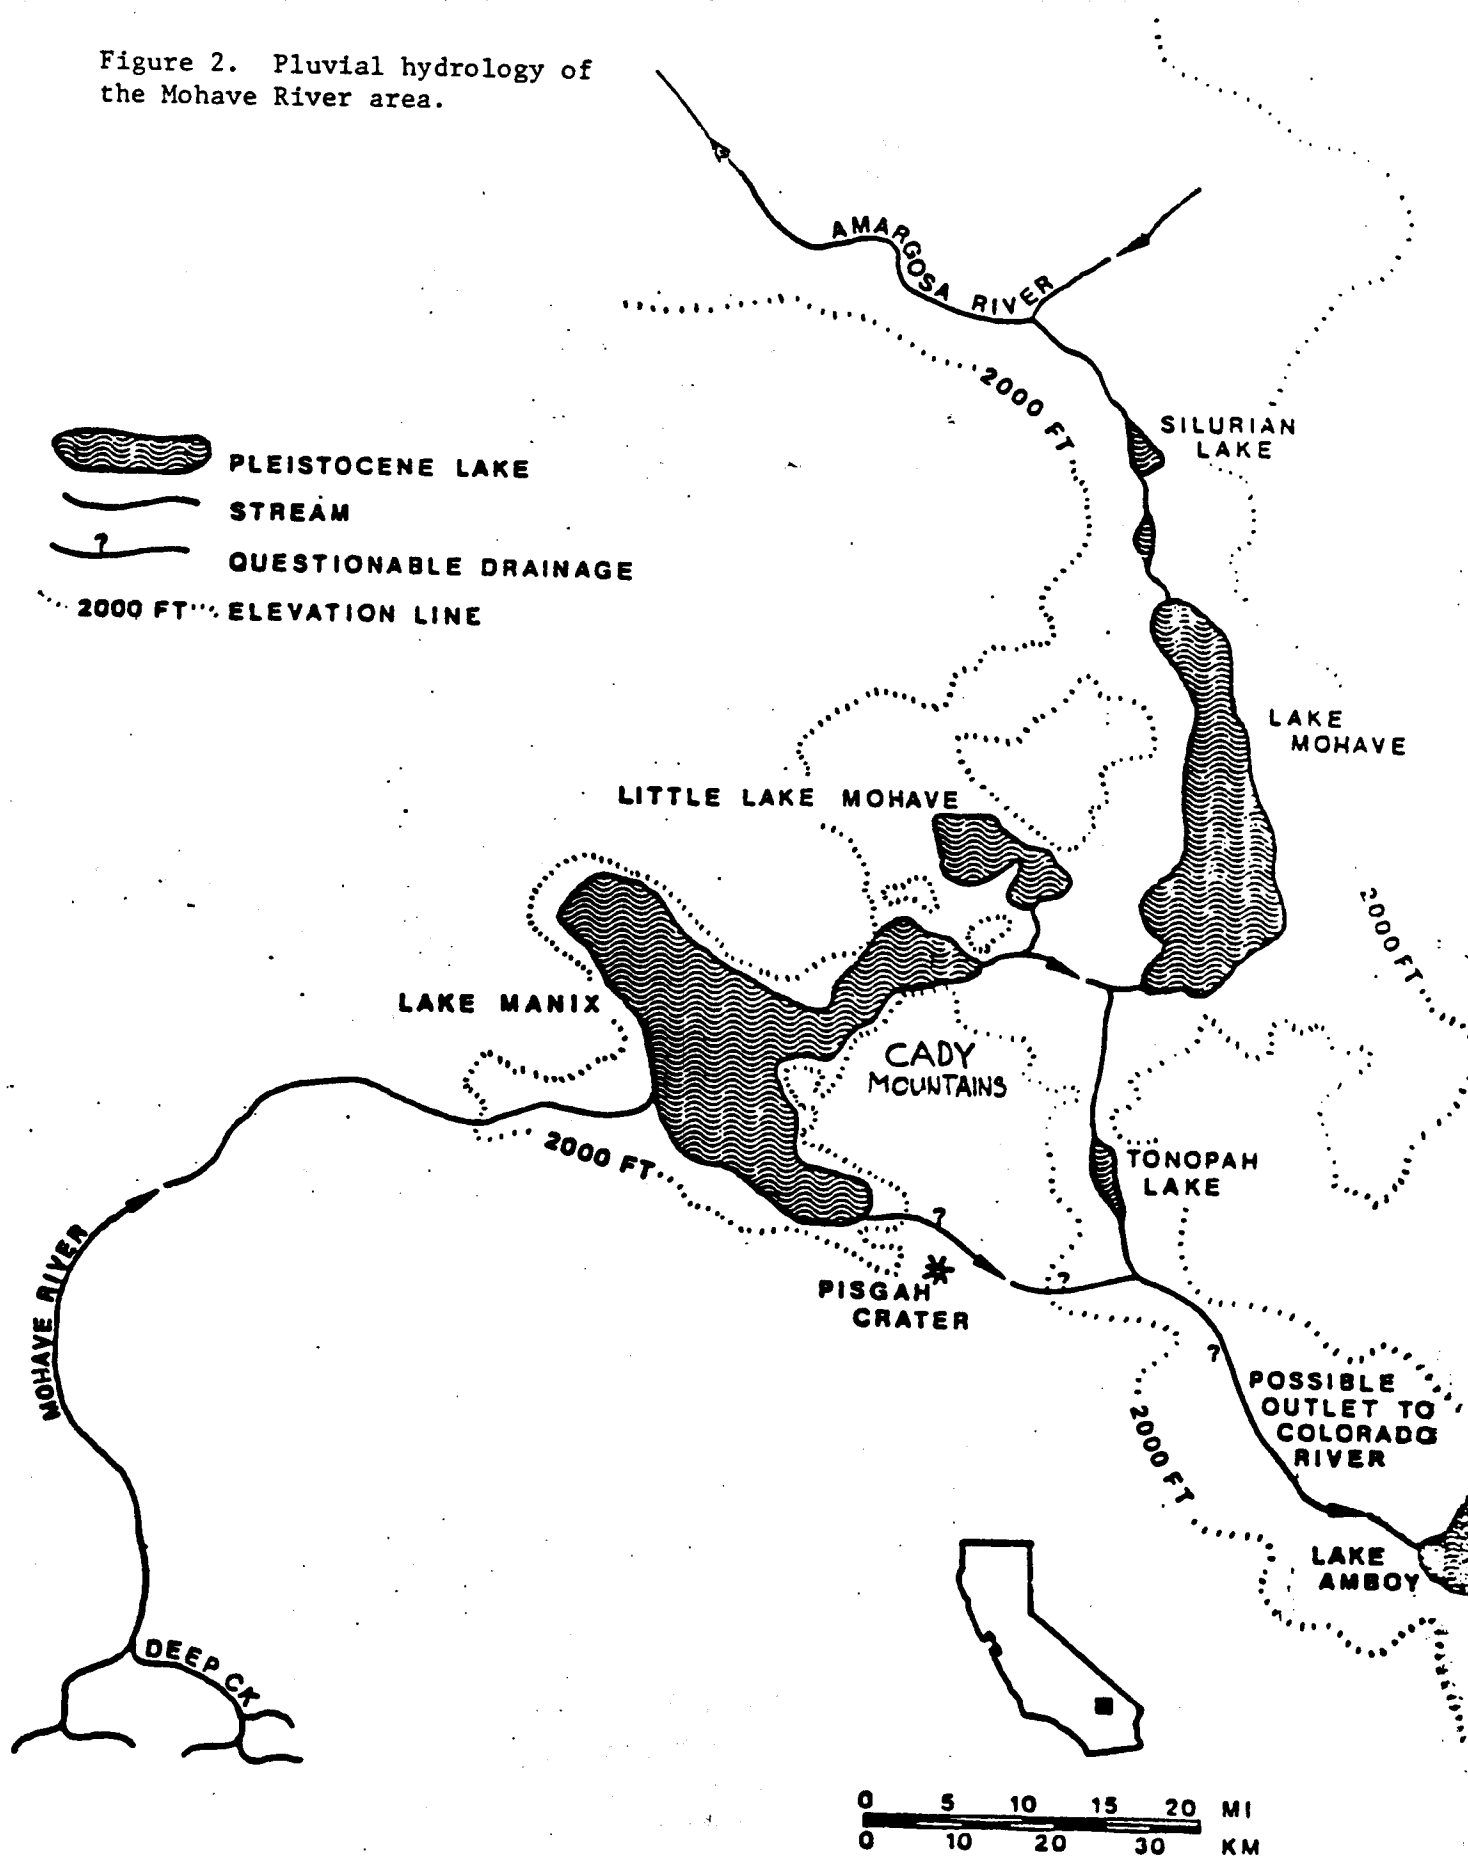 Figure 2. Pluvial hydrology of
the Mohave River area.
AMARGOSA RIVER
2000 FT
SILURIAN
LAKE
PLEISTOCENE LAKE
STREAM
?
QUESTIONABLE DRAINAGE
2000 FT ELEVATION LINE
LAKE
MOHAVE
LITTLE LAKE MOHAVE
2000 FT
LAKE MANIX
CADY
MOUNTAINS
2000 FT
TONOPAH
LAKE
MOHAVE RIVER
?
?
PISGAH
CRATER
?
POSSIBLE
OUTLET TO
COLORADO
RIVER
2000 FT
LAKE
AMBOY
DEEP CK
0 5 10 15 20 MI
0 10 20 30 KM